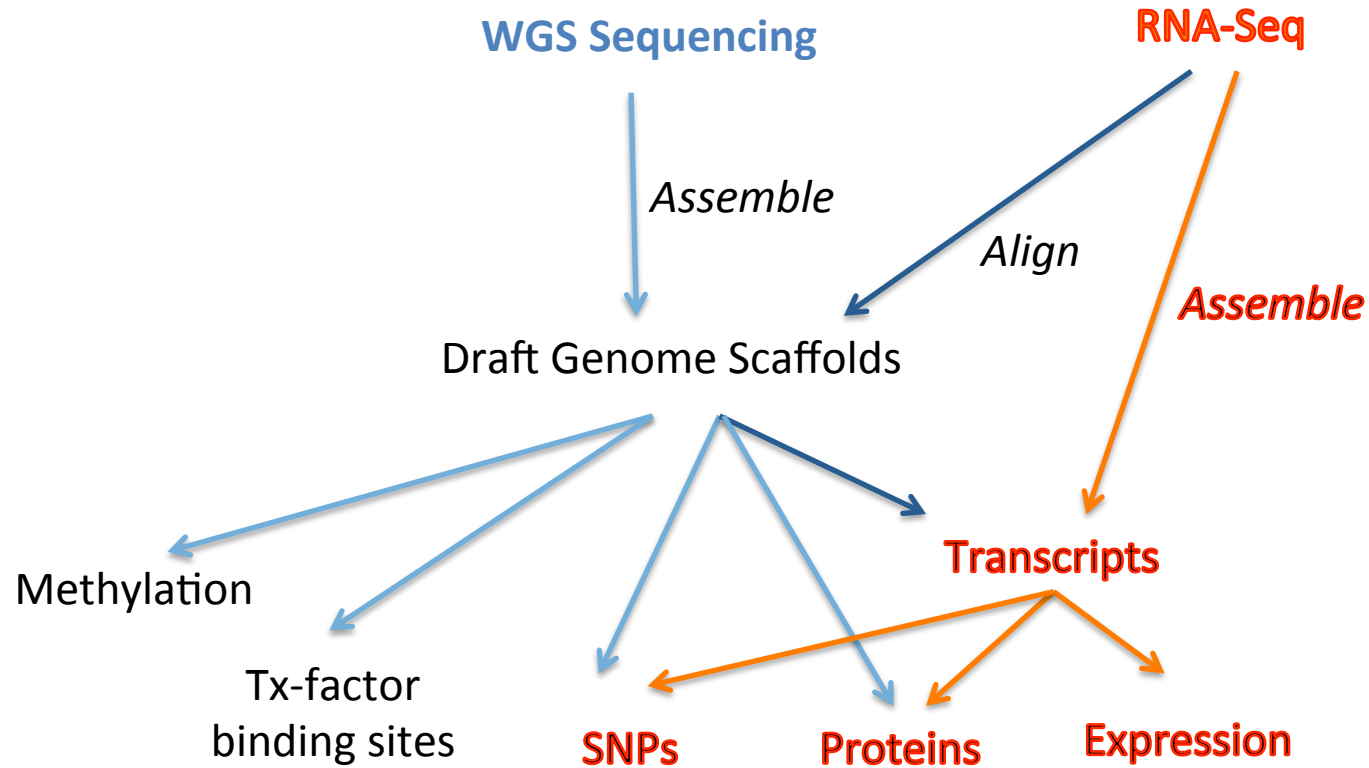 WGS Sequencing
RNA-Seq
Assemble
Align
Assemble
Draft Genome Scaffolds
Transcripts
Methylation
Tx-factor
binding sites
SNPs
Proteins
Expression